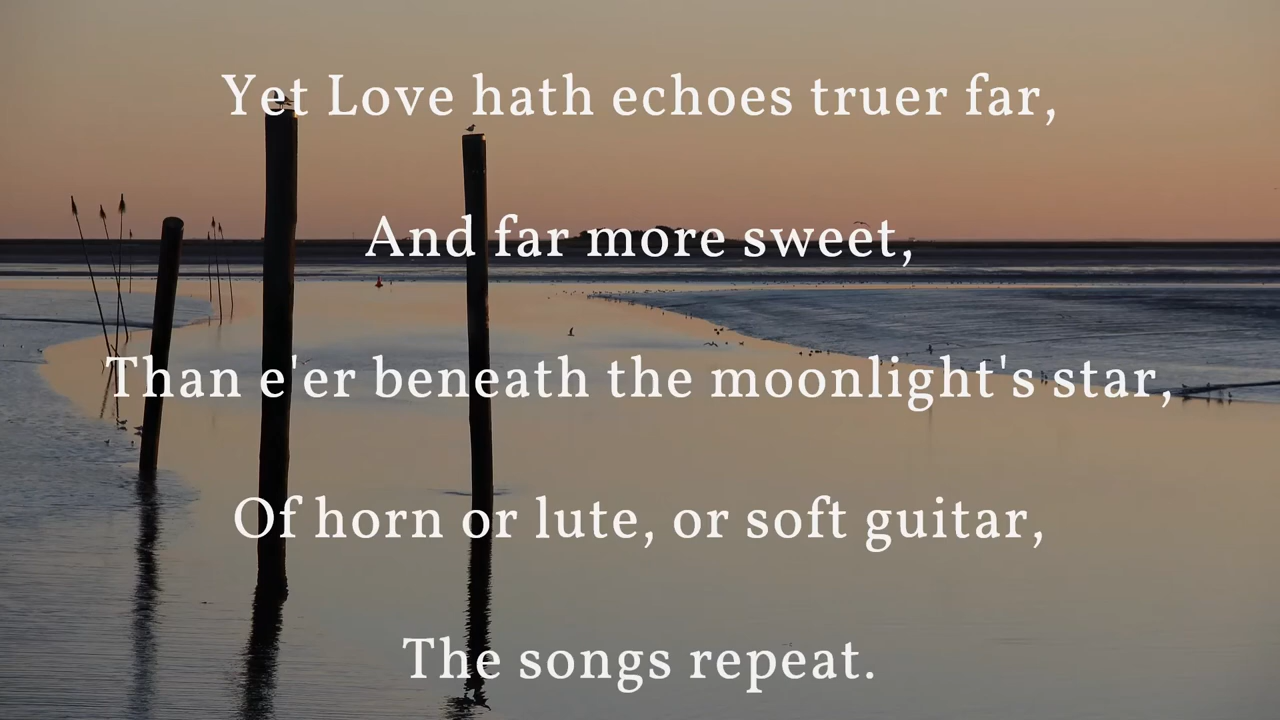 Yet Love hath echoes truer far,
And far more sweet,
Than e'er beneath the moonlight's star,
Of horn or lute, or soft guitar,
The songs repeat.